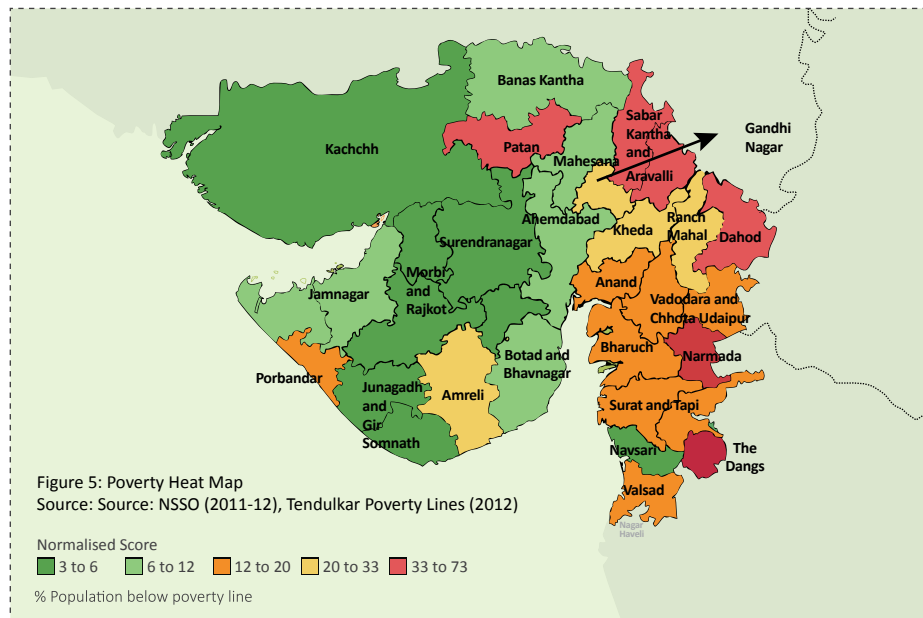 Banas Kantha
Sabar
Kantha
and
Aravalli
Gandhi
Nagar
Kachchh
Patan
Mahesana
Ahemdabad
Ranch
Mahal
Kheda
Dahod
Surendranagar
Morbi
and
Rajkot
Jamnagar
Anand
Vadodara and
Chhota Udaipur
Botad and
Bhavnagar
Bharuch
Narmada
Porbandar
Junagadh
and
Gir
Somnath
Amreli
Surat and Tapi
Navsari
The
Dangs
Valsad
Nagar
Haveli
Figure 5: Poverty Heat Map
Source: Source: NSSO (2011-12), Tendulkar Poverty Lines (2012)
Normalised Score
3 to 6 6 to 12 12 to 20 20 to 33 33 to 73
% Population below poverty line